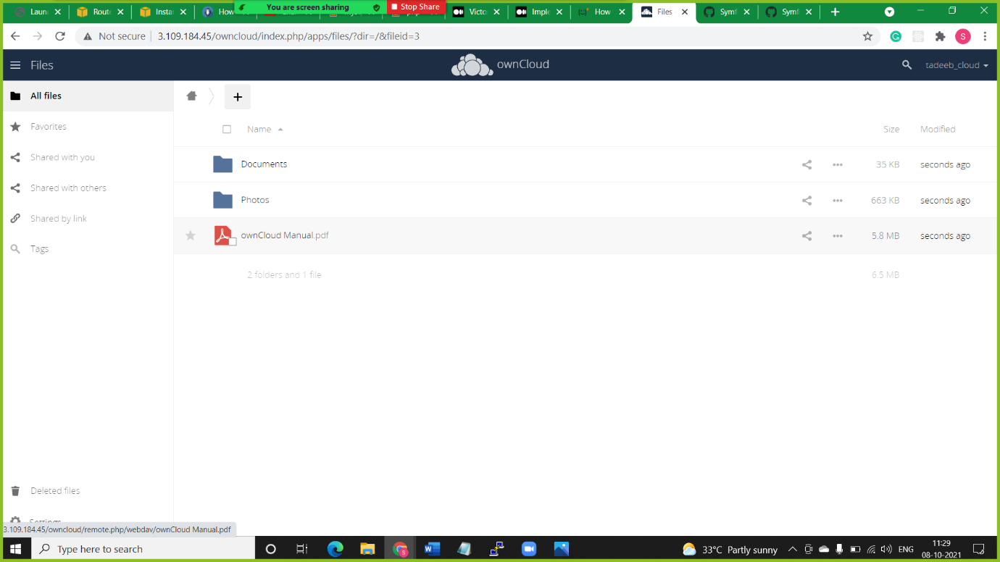 Launi
Route
Instar
How
You are screen sharing
Stop Share
Victo
Imple
How
Files
Symf
Symf
Not secure
3.109.184.45/owncloud/index.php/apps/files/?dir=/&fileid=3
S
Files
ownCloud
tadeeb_cloud
All files
Favorites
Shared with you
Shared with others
Shared by link
Tags
Name
Size
Modified
Documents
35 KB
seconds ago
Photos
663 KB
seconds ago
ownCloud Manual.pdf
5.8 MB
seconds ago
2 folders and 1 file
6.5 MB
Deleted files
Settings
3.109.184.45/owncloud/remote.php/webdav/ownCloud Manual.pdf
Type here to search
33°C Partly sunny
ENG
11:29
08-10-2021